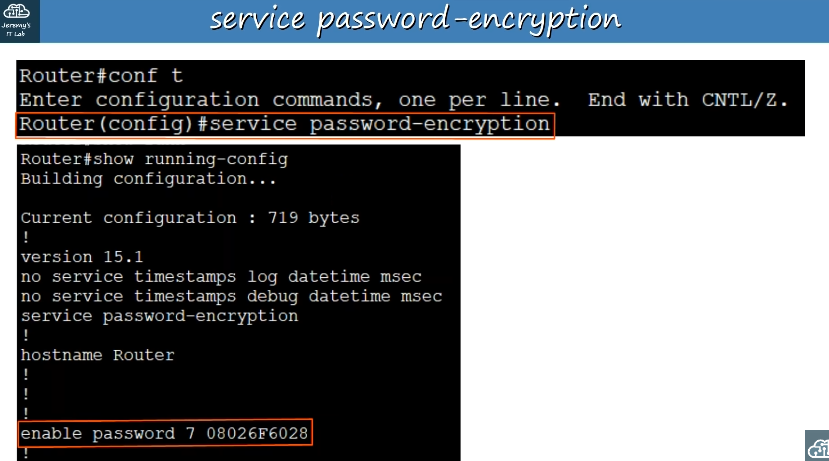 Jeremy's
IT Lab
service password-encryption
Router#conf t
Enter configuration commands, one per line.  End with CNTL/Z.
Router(config)#service password-encryption
Router#show running-config
Building configuration...
Current configuration : 719 bytes
!
version 15.1
no service timestamps log datetime msec
no service timestamps debug datetime msec
service password-encryption
!
hostname Router
!
!
!
enable password 7 08026F6028
!